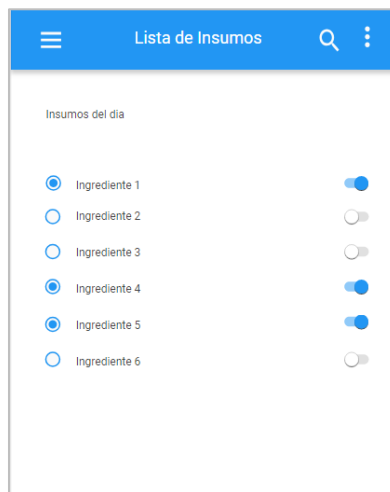 Lista de Insumos
Insumos del dia
Ingrediente 1
Ingrediente 2
Ingrediente 3
Ingrediente 4
Ingrediente 5
Ingrediente 6